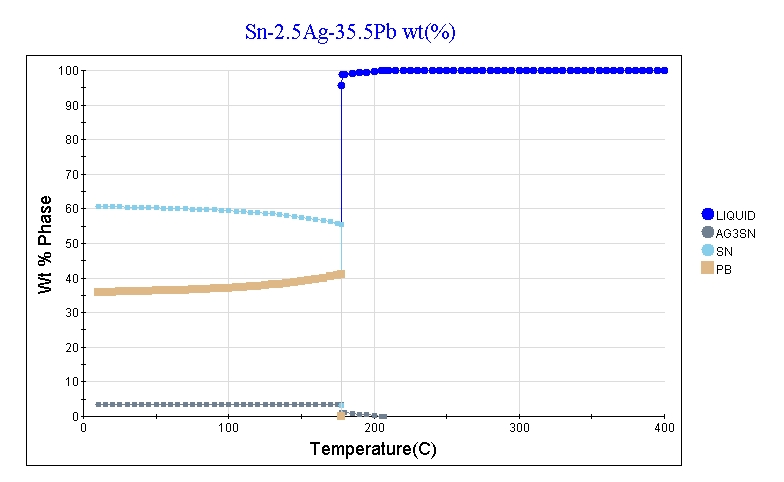 Sn-2.5Ag-35.5Pb wt(%)
100
90
80
70
60
50
40
30
20
10
0
Wt % Phase
0 100 200 300 400
Temperature(C)
LIQUID
AG3SN
SN
PB